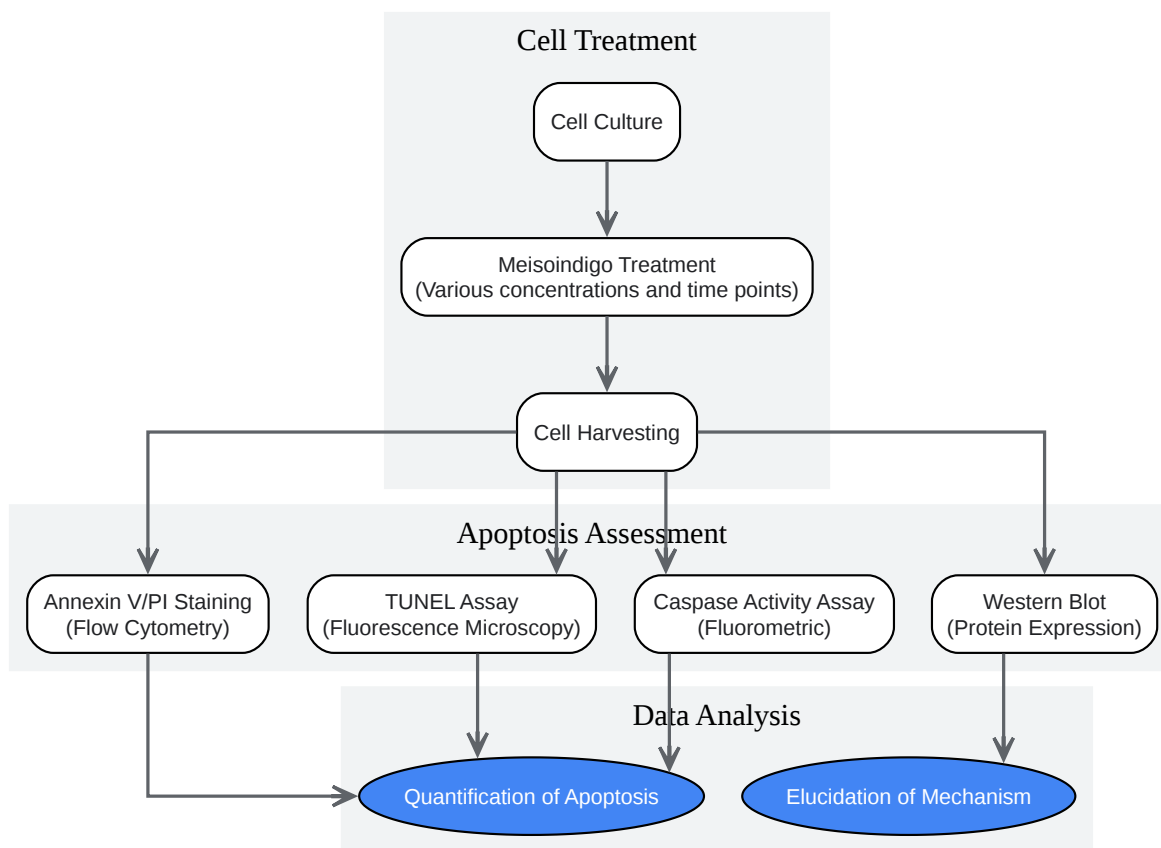 Cell Treatment
Cell Culture
Meisoindigo Treatment
(Various concentrations and time points)
Cell Harvesting
Apoptosis Assessment
Annexin V/PI Staining
(Flow Cytometry)
TUNEL Assay
(Fluorescence Microscopy)
Caspase Activity Assay
(Fluorometric)
Western Blot
(Protein Expression)
Data Analysis
Quantification of Apoptosis
Elucidation of Mechanism